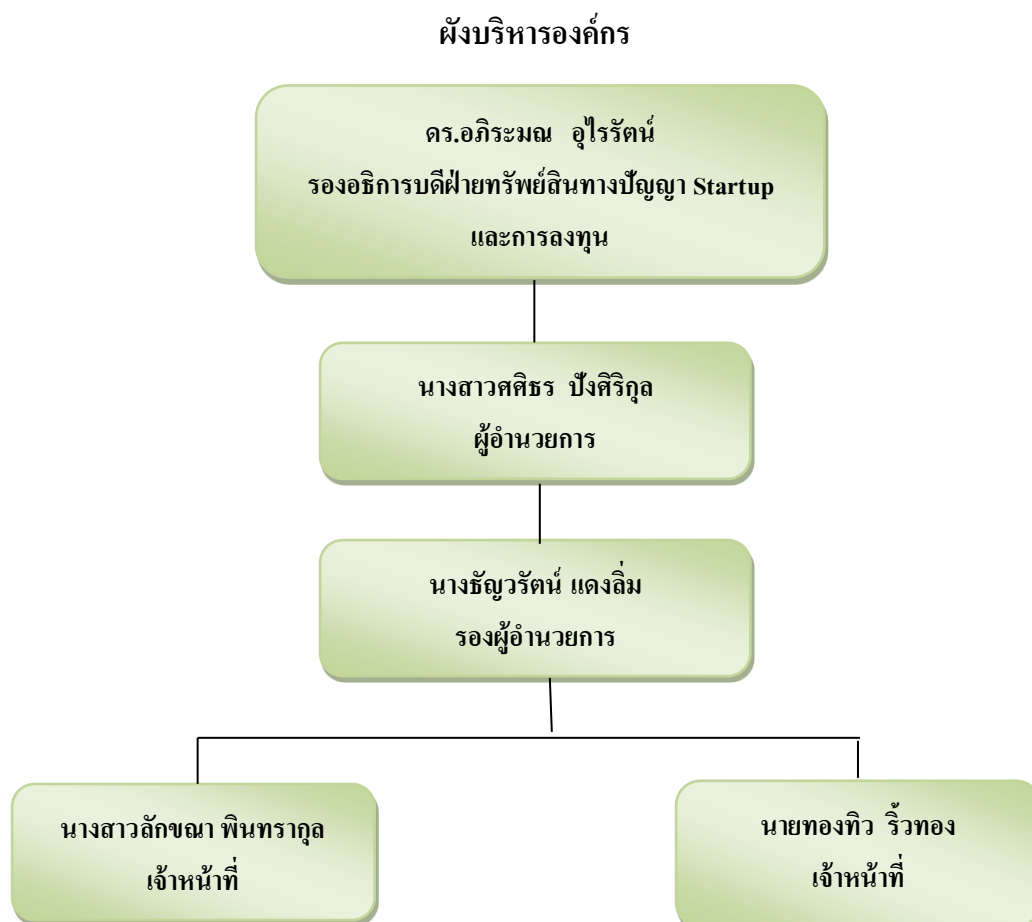 ผังบริหารองค์กร
ดร.อภิระมณ อุไรรัตน์
รองอธิการบดีฝ่ายทรัพย์สินทางปัญญา Startup
และการลงทุน
นางสาวศศิธร ปังศิริกุล
ผู้อำนวยการ
นางธัญวรัตน์ แดงลิ่ม
รองผู้อำนวยการ
นางสาวลักขณา พินทรากุล
เจ้าหน้าที่
นายทองทิว ริ้วทอง
เจ้าหน้าที่